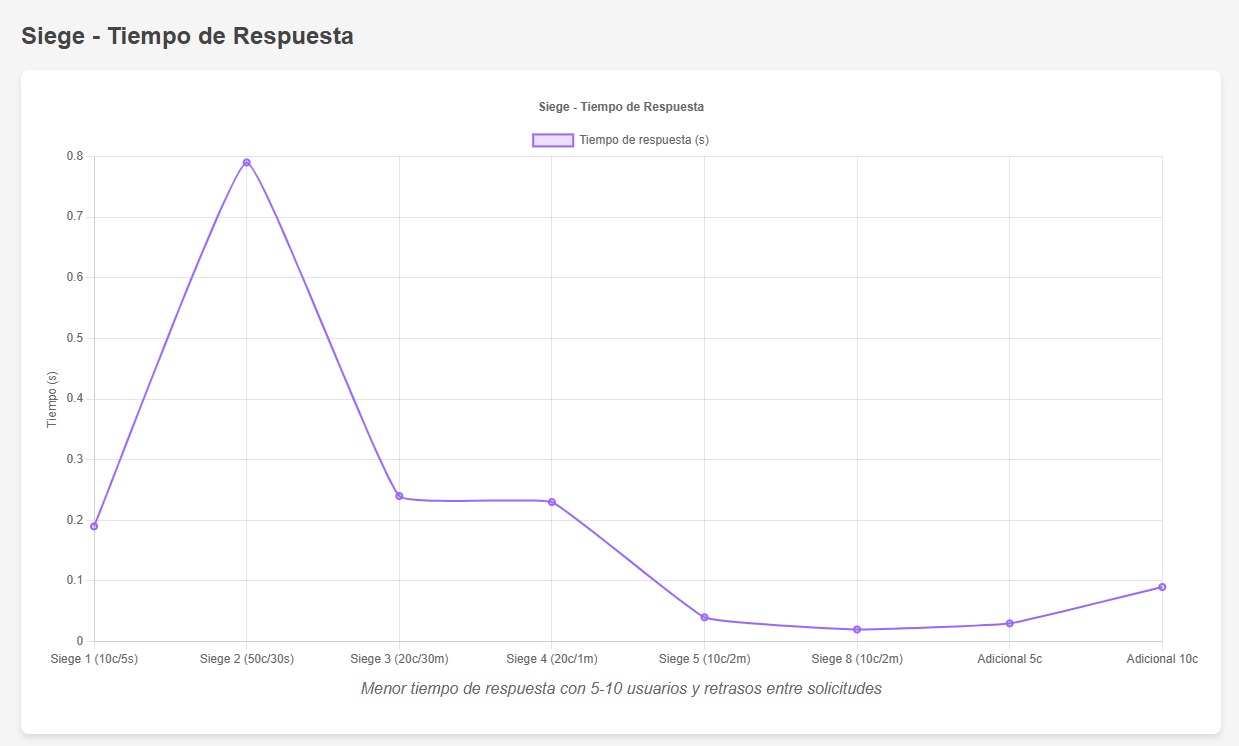 Siege - Tiempo de Respuesta
Siege - Tiempo de Respuesta
Tiempo de respuesta (s)
Tiempo (s)
0.8
0.7
0.6
0.5
0.4
0.3
0.2
0.1
0
Siege 1 (10c/5s) Siege 2 (50c/30s) Siege 3 (20c/30m) Siege 4 (20c/1m) Siege 5 (10c/2m) Siege 8 (10c/2m) Adicional 5c Adicional 10c
Menor tiempo de respuesta con 5-10 usuarios y retrasos entre solicitudes